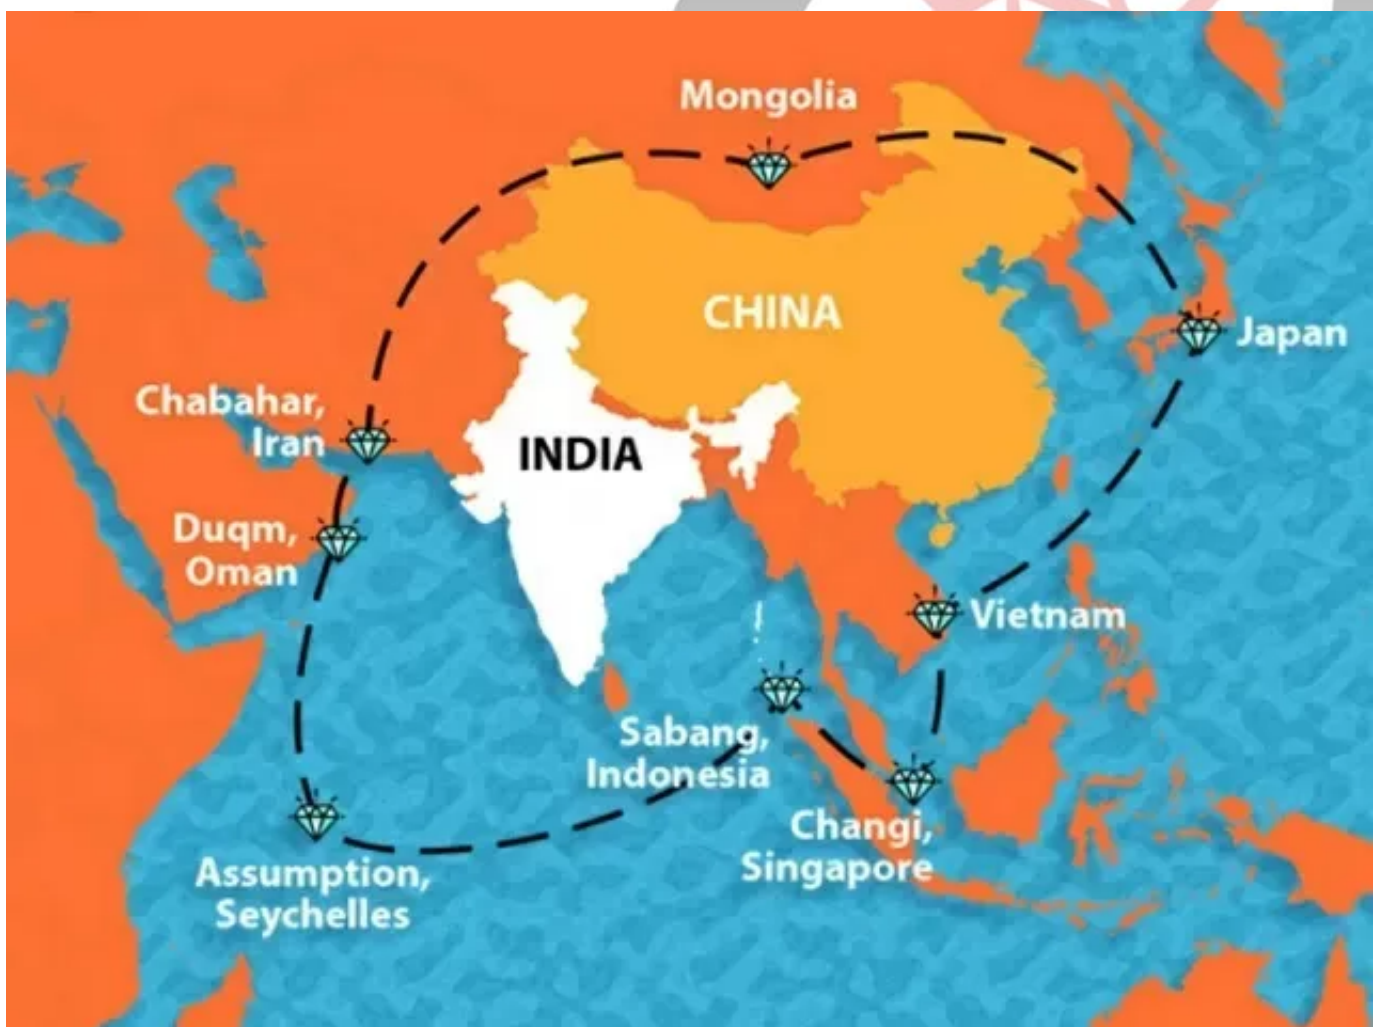 Mongolia
CHINA
Japan
Chabahar,
Iran
INDIA
Duqm,
Oman
Vietnam
Sabang,
Indonesia
Changi,
Singapore
Assumption,
Seychelles